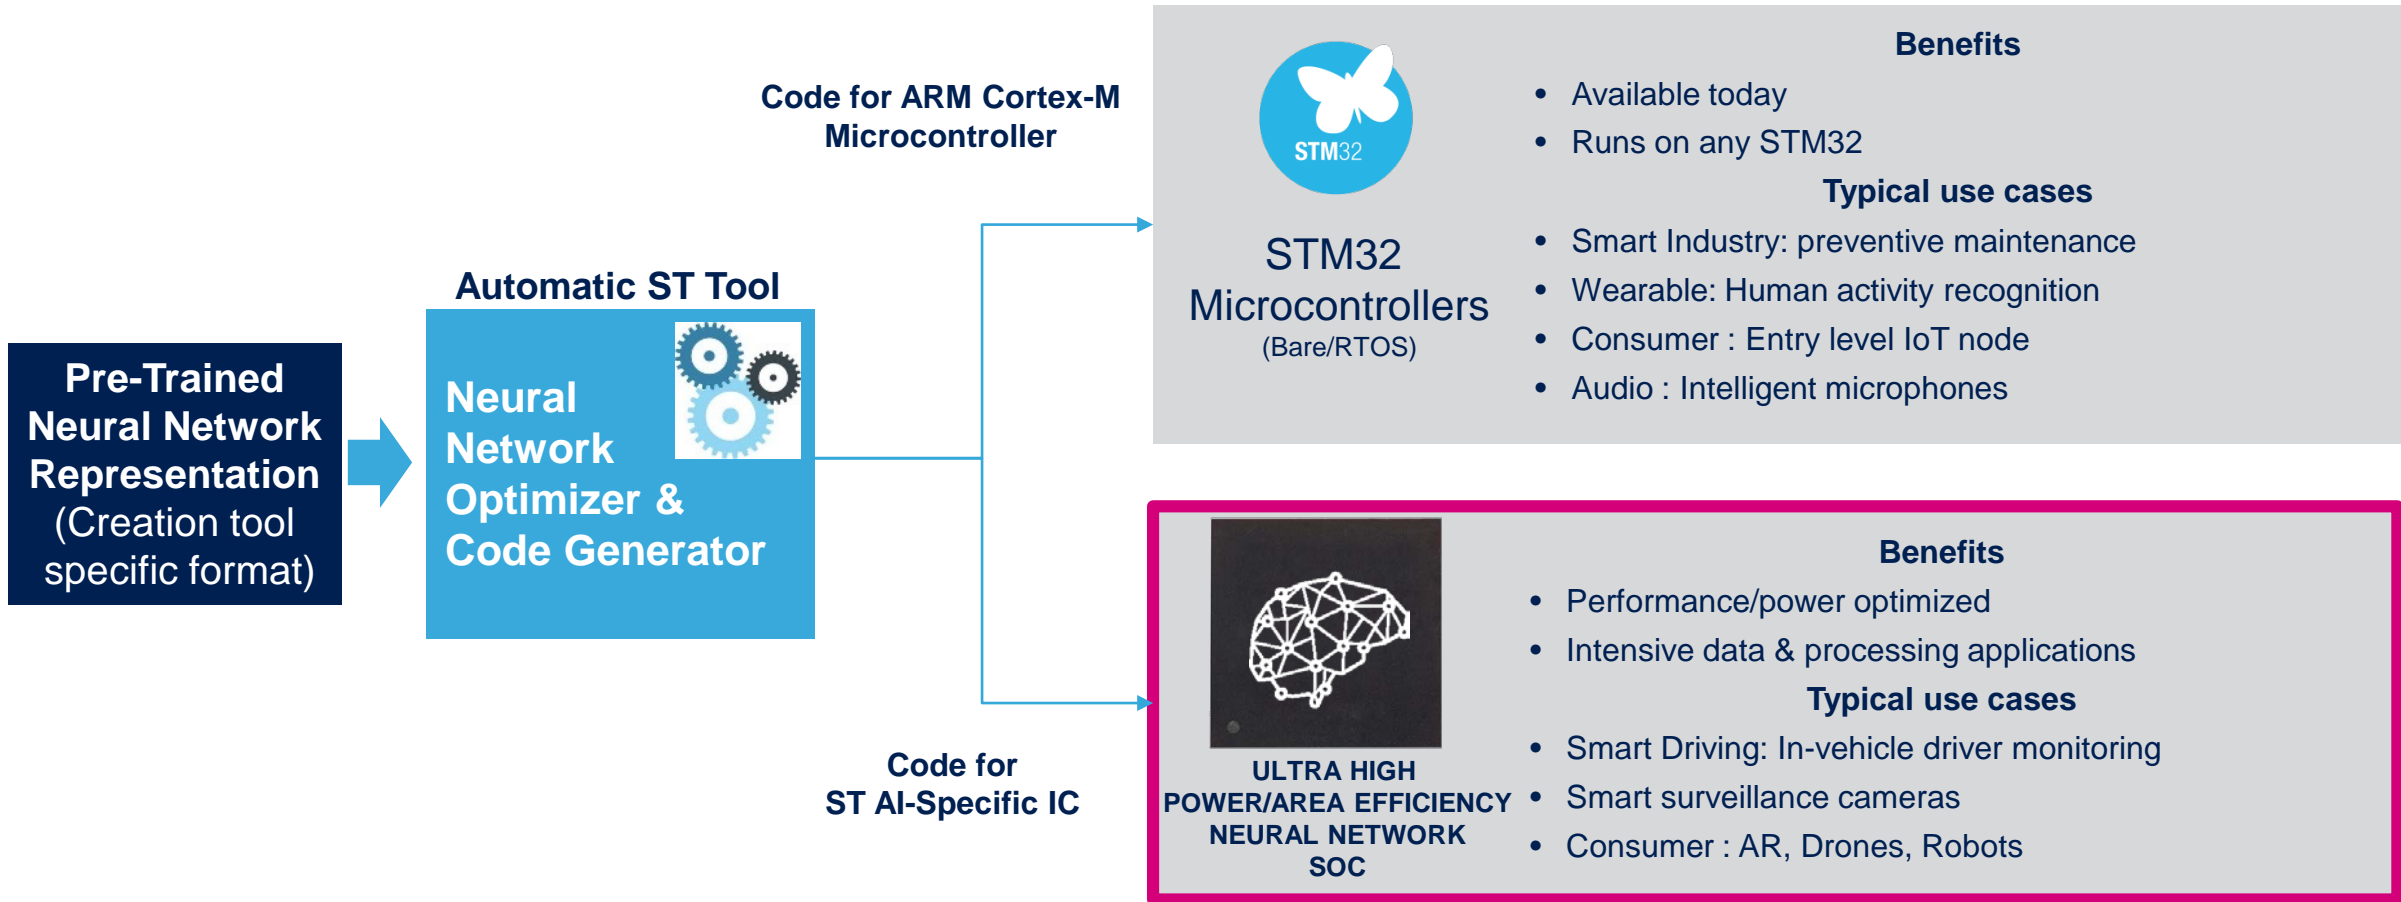 Pre-Trained
Neural Network
Representation
(Creation tool
specific format)
Automatic ST Tool
Neural
Network
Optimizer &
Code Generator
Code for ARM Cortex-M
Microcontroller
STM32
STM32
Microcontrollers
(Bare/RTOS)
Benefits
• Available today
• Runs on any STM32
Typical use cases
• Smart Industry: preventive maintenance
• Wearable: Human activity recognition
• Consumer : Entry level IoT node
• Audio : Intelligent microphones
Code for
ST AI-Specific IC
ULTRA HIGH
POWER/AREA EFFICIENCY
NEURAL NETWORK
SOC
Benefits
• Performance/power optimized
• Intensive data & processing applications
Typical use cases
• Smart Driving: In-vehicle driver monitoring
• Smart surveillance cameras
• Consumer : AR, Drones, Robots